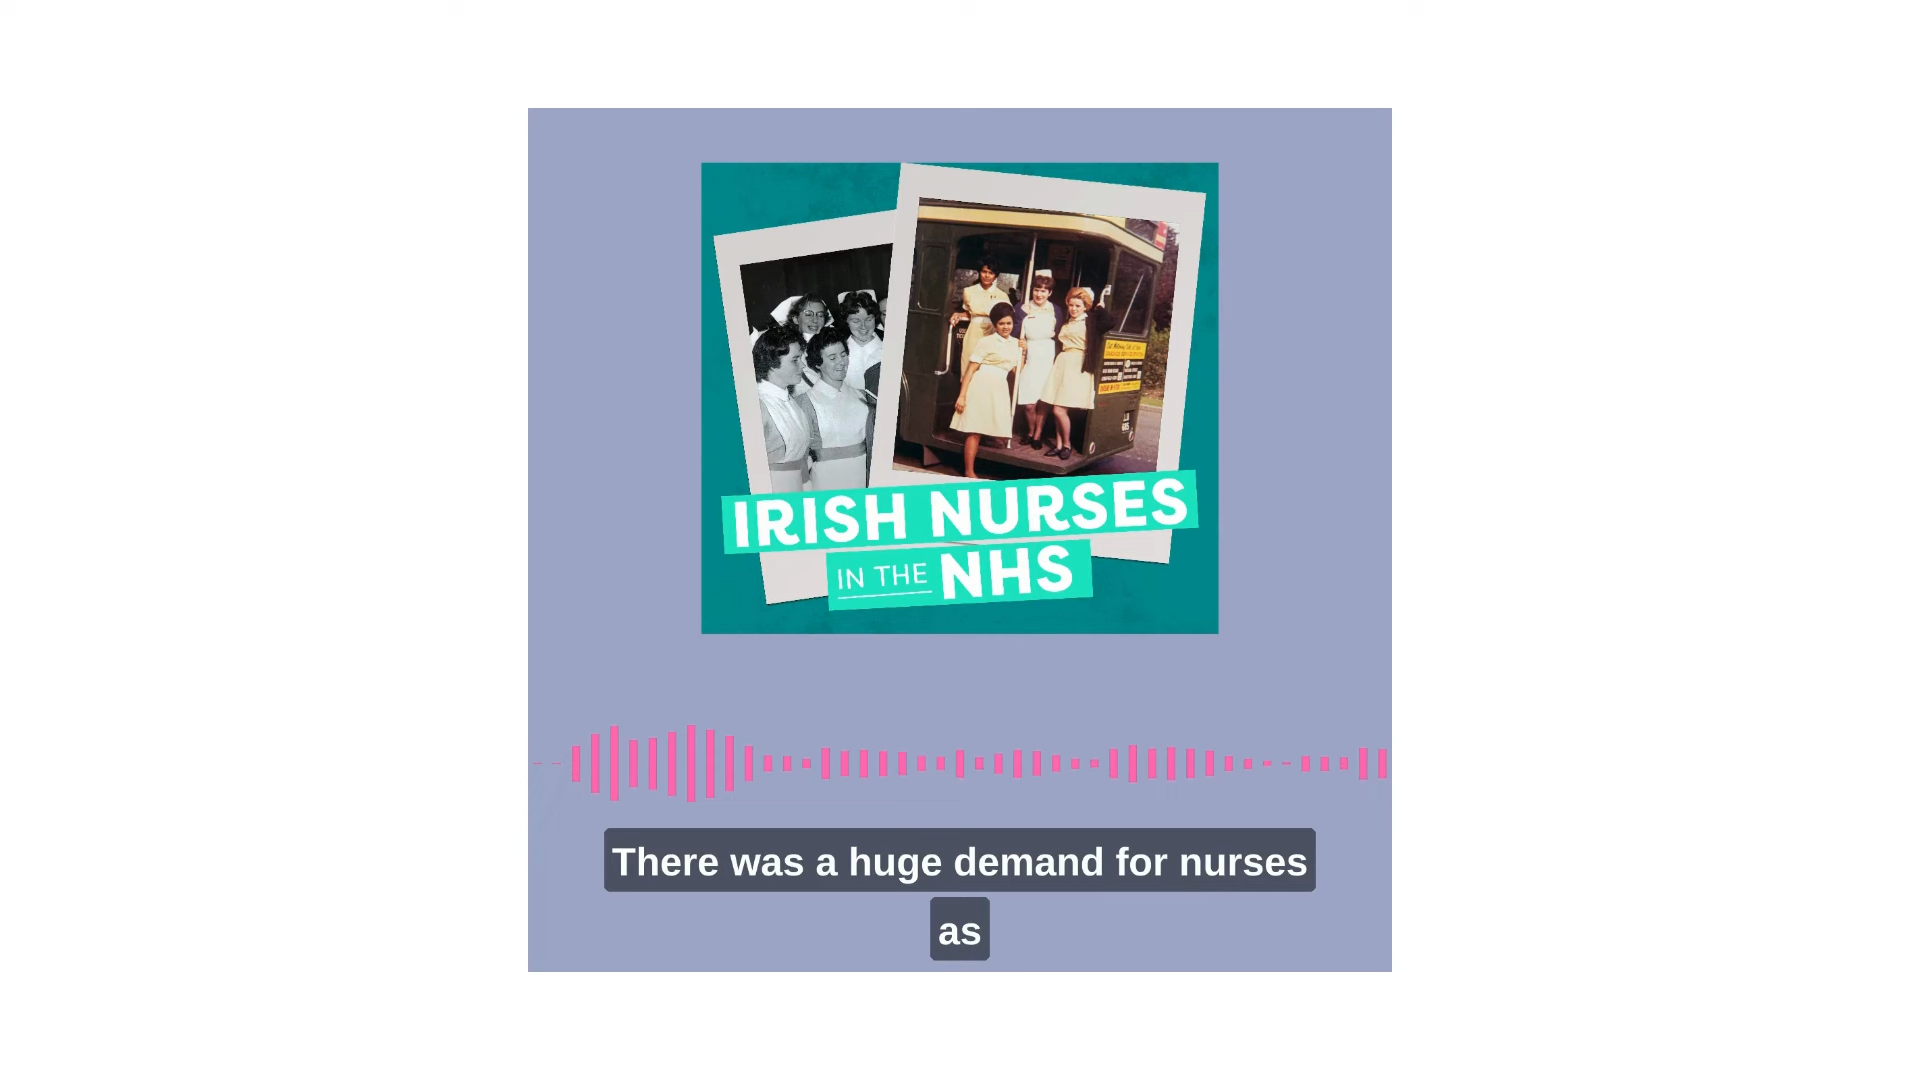 IRISH NURSES
IN THE NHS
There was a huge demand for nurses
as